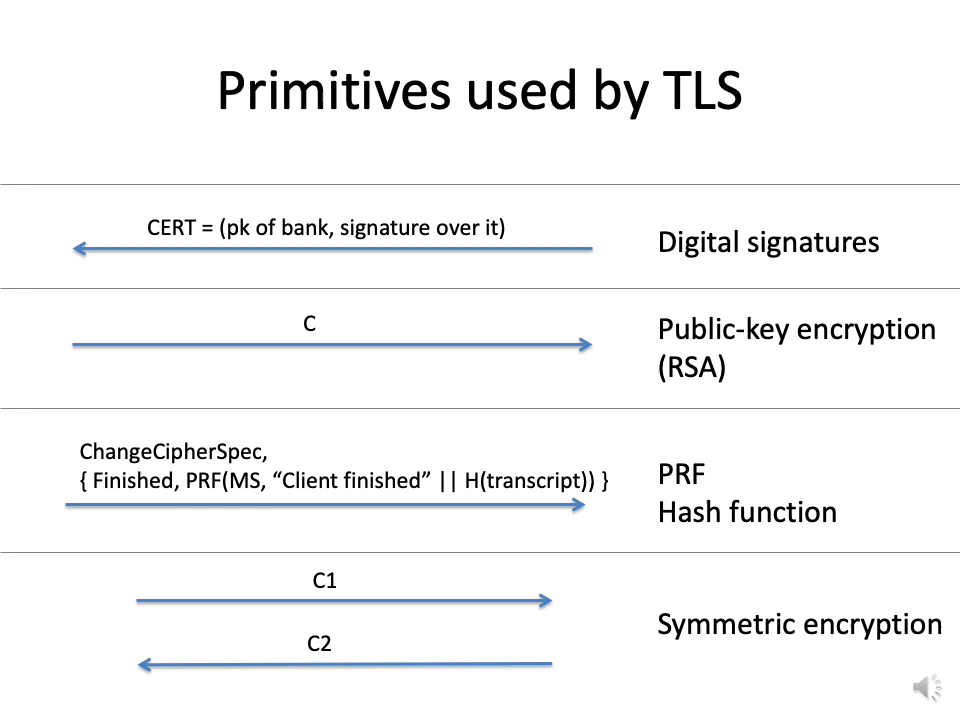 Primitives used by TLS
CERT = (pk of bank, signature over it)
Digital signatures
C
Public-key encryption
(RSA)
ChangeCipherSpec,
{ Finished, PRF(MS, “Client finished” || H(transcript)) }
PRF
Hash function
C1
C2
Symmetric encryption